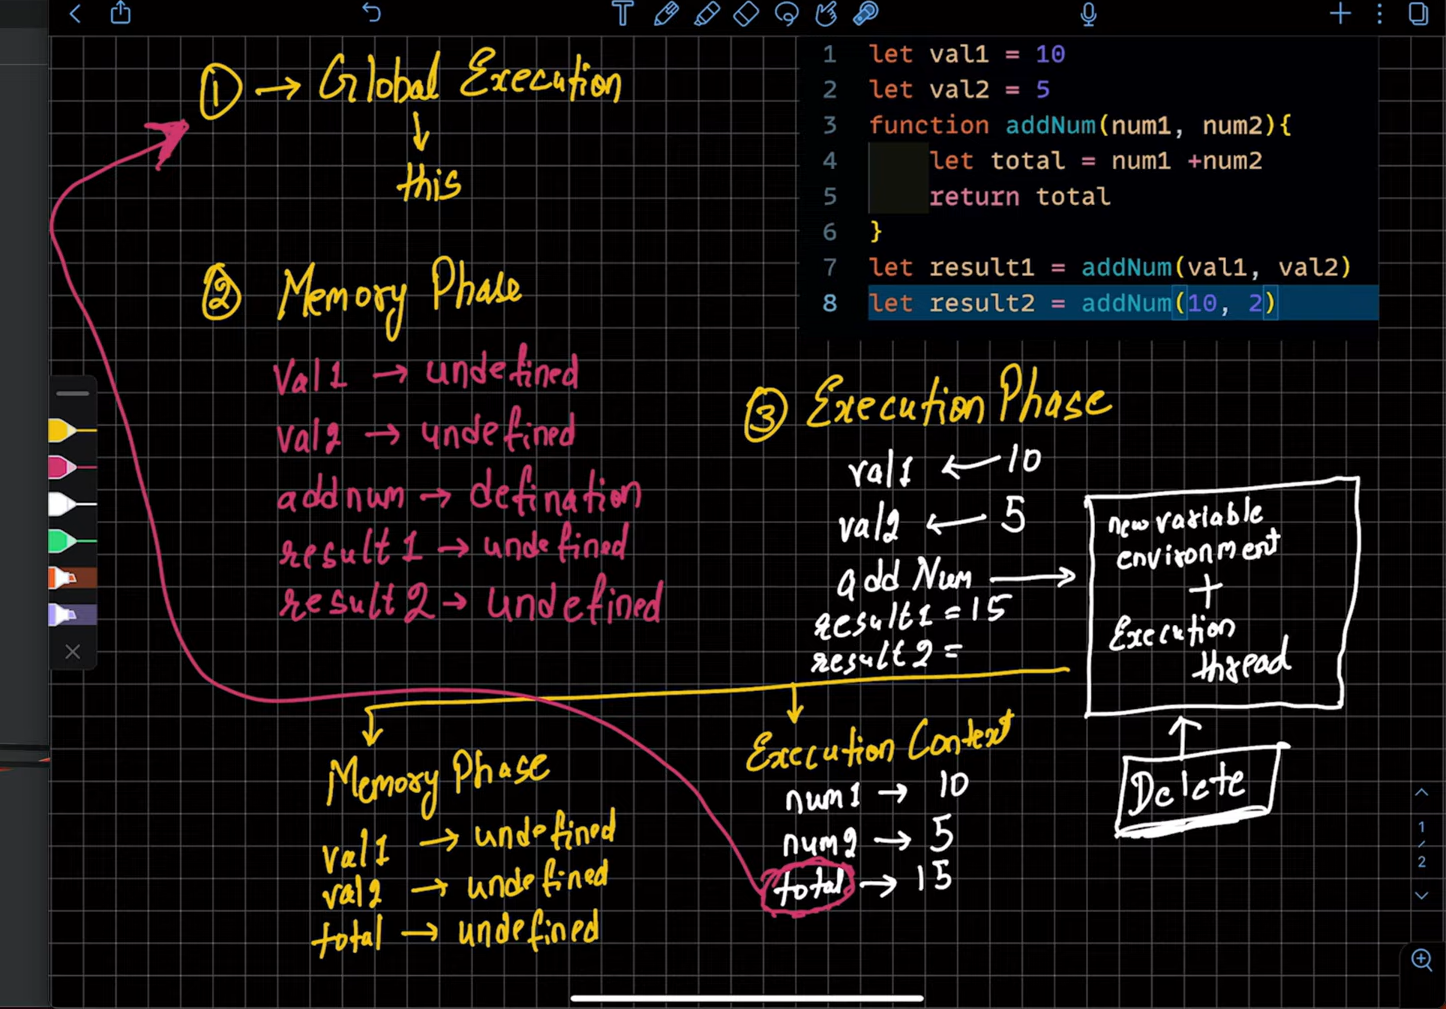 ① → Global Execution
↓
this
② Memory Phase
Val1 → undefined
val2 → undefined
addnum → defination
result1 → undefined
result2 → undefined
1 let val1 = 10
2 let val2 = 5
3 function addNum(num1, num2){
4 let total = num1 +num2
5 return total
6 }
7 let result1 = addNum(val1, val2)
8 let result2 = addNum(10, 2)
③ Execution Phase
val1 ← 10
val2 ← 5
add Num →
result1 = 15
result2 =
new variable
environment
+
Execution
thread
Delete
Memory Phase
val1 → undefined
val2 → undefined
total → undefined
Execution Context
num1 → 10
num2 → 5
total → 15
1
/
2